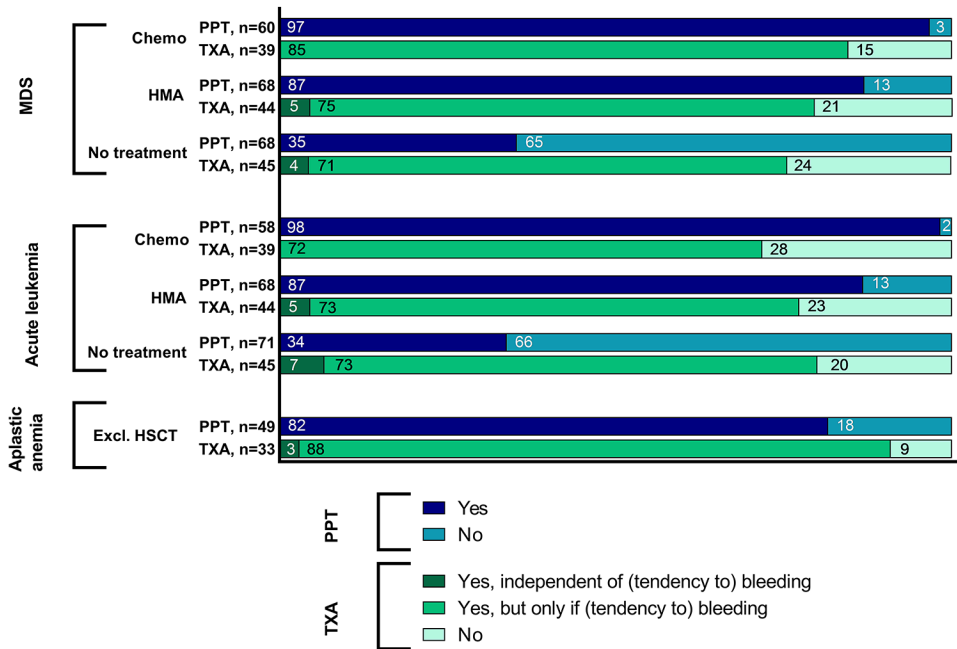 MDS
Chemo
PPT, n=60 97 3
TXA, n=39 85 15
HMA
PPT, n=68 87 13
TXA, n=44 5 75 21
No treatment
PPT, n=68 35 65
TXA, n=45 4 71 24
Acute leukemia
Chemo
PPT, n=58 98 2
TXA, n=39 72 28
HMA
PPT, n=68 87 13
TXA, n=44 5 73 23
No treatment
PPT, n=71 34 66
TXA, n=45 7 73 20
Aplastic
anemia
Excl. HSCT
PPT, n=49 82 18
TXA, n=33 3 88 9
PPT
Yes
No
TXA
Yes, independent of (tendency to) bleeding
Yes, but only if (tendency to) bleeding
No